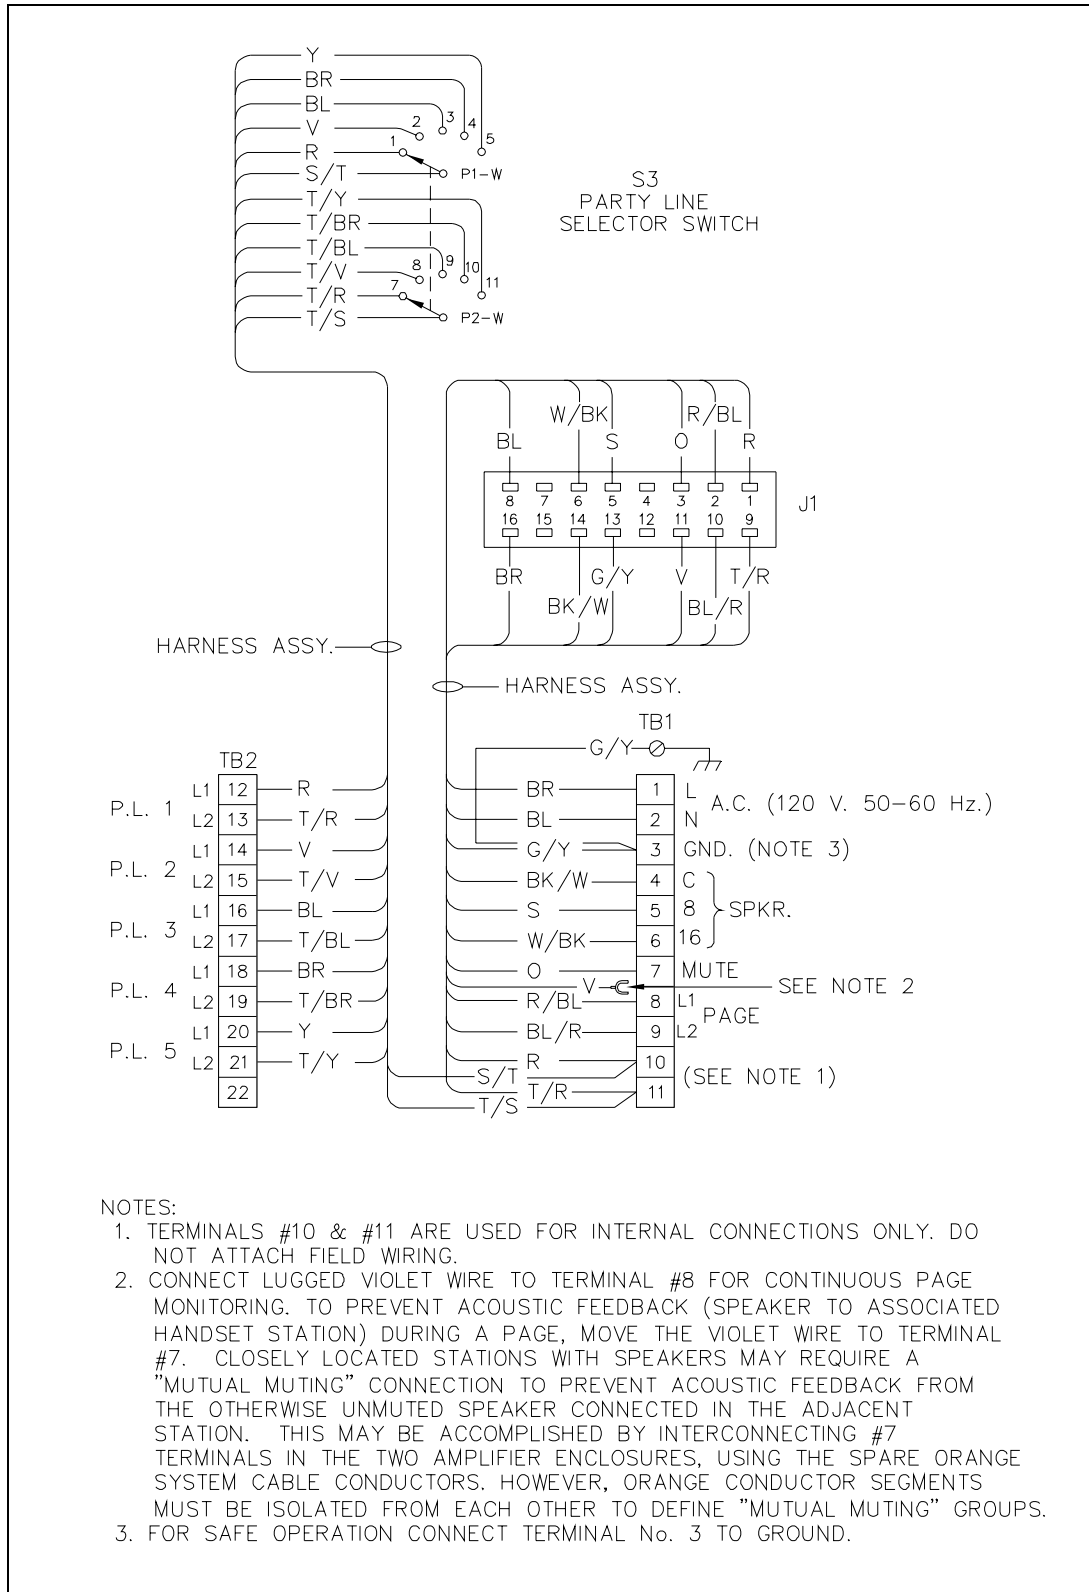 Y
BR
BL
V
R
S/T
T/Y
T/BR
T/BL
T/V
T/R
T/S
1
2
3
4
5
P1-W
7
8
9
10
11
P2-W
S3
PARTY LINE
SELECTOR SWITCH
W/BK R/BL
BL S O R
8 7 6 5 4 3 2 1
16 15 14 13 12 11 10 9
J1
BR G/Y V T/R
BK/W BL/R
HARNESS ASSY.
HARNESS ASSY.
TB2
P.L. 1
L1 12 R
L2 13 T/R
P.L. 2
L1 14 V
L2 15 T/V
P.L. 3
L1 16 BL
L2 17 T/BL
P.L. 4
L1 18 BR
L2 19 T/BR
P.L. 5
L1 20 Y
L2 21 T/Y
22
TB1
G/Y
BR 1 L
A.C. (120 V. 50-60 Hz.)
BL 2 N
G/Y 3 GND. (NOTE 3)
BK/W 4 C
S 5 8 SPKR.
W/BK 6 16
O 7 MUTE
V SEE NOTE 2
R/BL 8 L1
PAGE
BL/R 9 L2
R 10
S/T (SEE NOTE 1)
T/R 11
T/S
NOTES:
1. TERMINALS #10 & #11 ARE USED FOR INTERNAL CONNECTIONS ONLY. DO
NOT ATTACH FIELD WIRING.
2. CONNECT LUGGED VIOLET WIRE TO TERMINAL #8 FOR CONTINUOUS PAGE
MONITORING. TO PREVENT ACOUSTIC FEEDBACK (SPEAKER TO ASSOCIATED
HANDSET STATION) DURING A PAGE, MOVE THE VIOLET WIRE TO TERMINAL
#7. CLOSELY LOCATED STATIONS WITH SPEAKERS MAY REQUIRE A
"MUTUAL MUTING" CONNECTION TO PREVENT ACOUSTIC FEEDBACK FROM
THE OTHERWISE UNMUTED SPEAKER CONNECTED IN THE ADJACENT
STATION. THIS MAY BE ACCOMPLISHED BY INTERCONNECTING #7
TERMINALS IN THE TWO AMPLIFIER ENCLOSURES, USING THE SPARE ORANGE
SYSTEM CABLE CONDUCTORS. HOWEVER, ORANGE CONDUCTOR SEGMENTS
MUST BE ISOLATED FROM EACH OTHER TO DEFINE "MUTUAL MUTING" GROUPS.
3. FOR SAFE OPERATION CONNECT TERMINAL No. 3 TO GROUND.